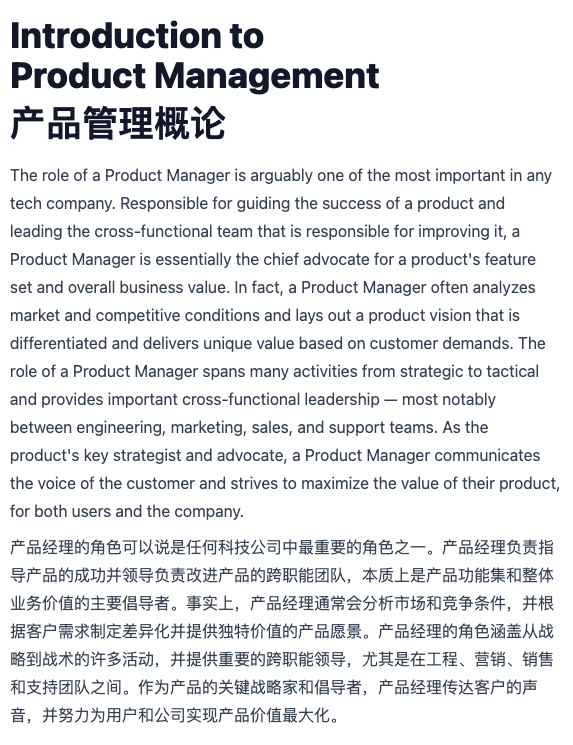 Introduction to
Product Management
产品管理概论
The role of a Product Manager is arguably one of the most important in any
tech company. Responsible for guiding the success of a product and
leading the cross-functional team that is responsible for improving it, a
Product Manager is essentially the chief advocate for a product's feature
set and overall business value. In fact, a Product Manager often analyzes
market and competitive conditions and lays out a product vision that is
differentiated and delivers unique value based on customer demands. The
role of a Product Manager spans many activities from strategic to tactical
and provides important cross-functional leadership — most notably
between engineering, marketing, sales, and support teams. As the
product's key strategist and advocate, a Product Manager communicates
the voice of the customer and strives to maximize the value of their product,
for both users and the company.
产品经理的角色可以说是任何科技公司中最重要的角色之一。产品经理负责指
导产品的成功并领导负责改进产品的跨职能团队，本质上是产品功能集和整体
业务价值的主要倡导者。事实上，产品经理通常会分析市场和竞争条件，并根
据客户需求制定差异化并提供独特价值的产品愿景。产品经理的角色涵盖从战
略到战术的许多活动，并提供重要的跨职能领导，尤其是在工程、营销、销售
和支持团队之间。作为产品的关键战略家和倡导者，产品经理传达客户的声
音，并努力为用户和公司实现产品价值最大化。